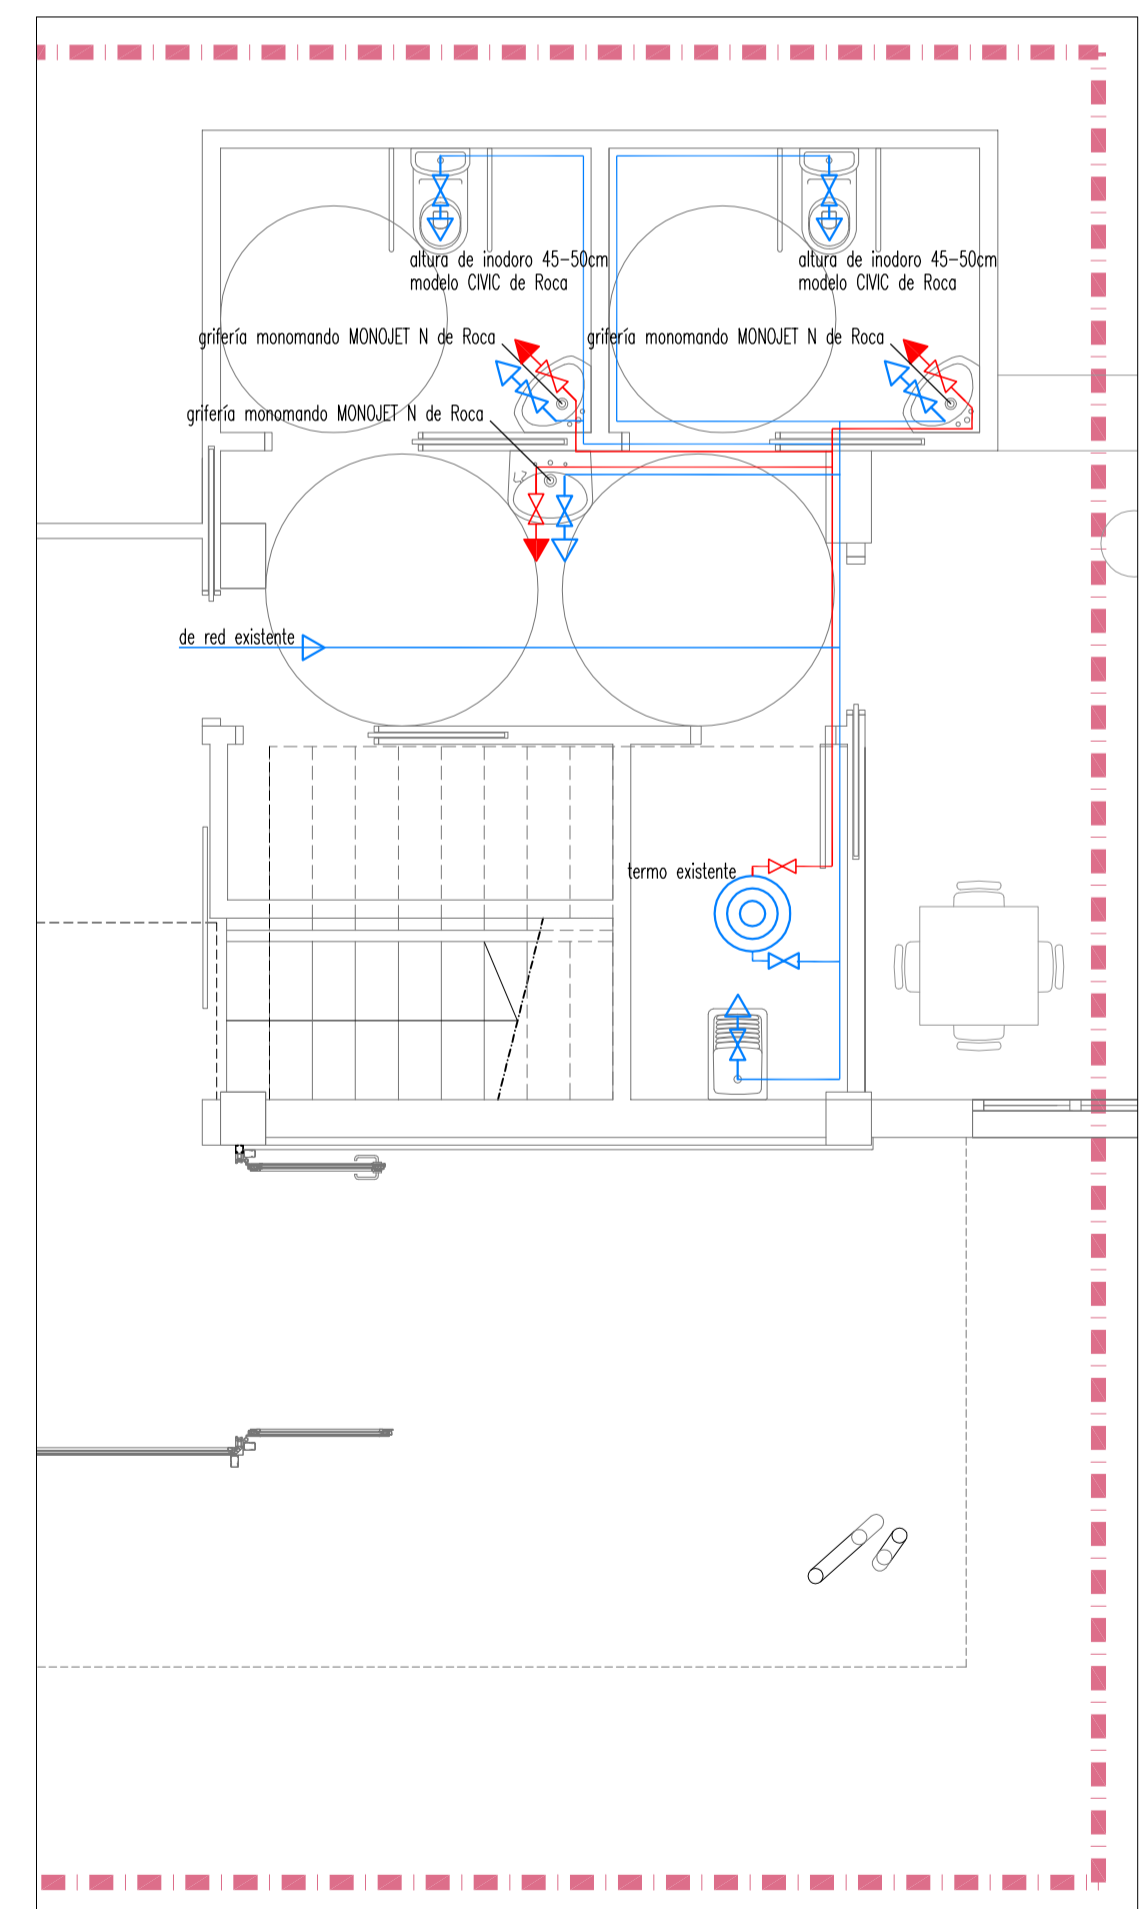 altura de inodoro 45-50cm
modelo CIVIC de Roca
altura de inodoro 45-50cm
modelo CIVIC de Roca
grifería monomando MONOJET N de Roca
grifería monomando MONOJET N de Roca
grifería monomando MONOJET N de Roca
de red existente
termo existente